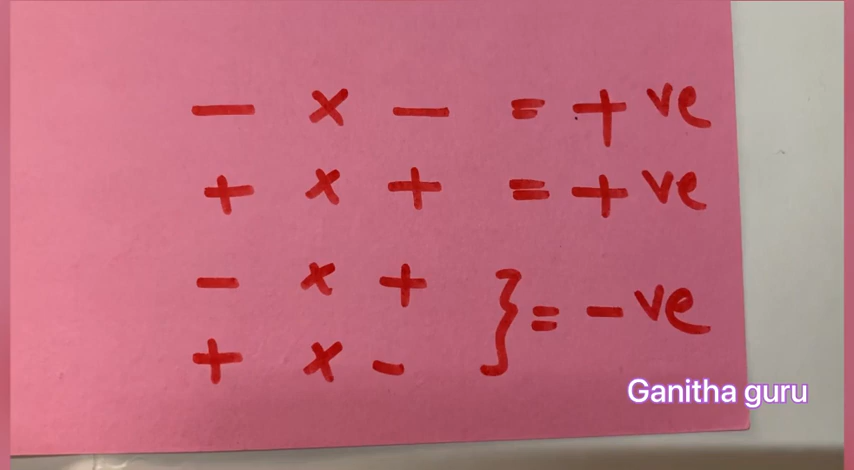 - x - = +ve
+ x + = +ve
- x +
} = -ve
+ x -
Ganitha guru